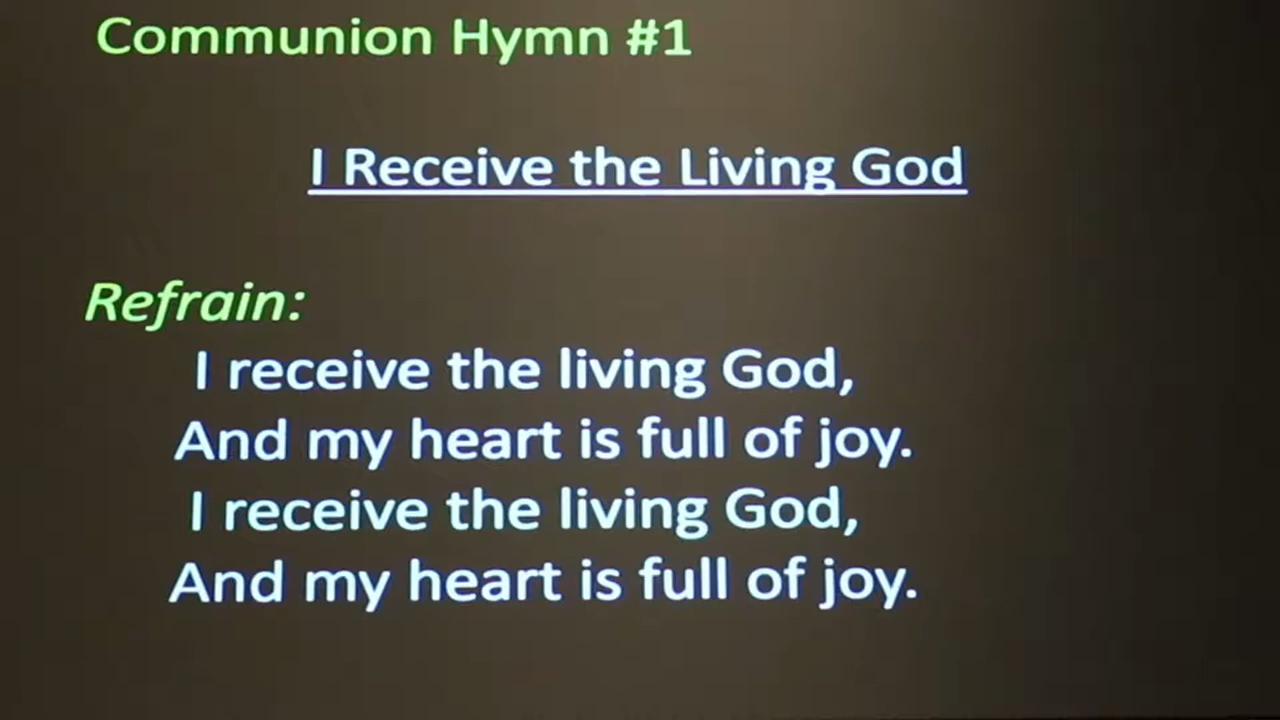 Communion Hymn #1
I Receive the Living God
Refrain:
I receive the living God,
And my heart is full of joy.
I receive the living God,
And my heart is full of joy.